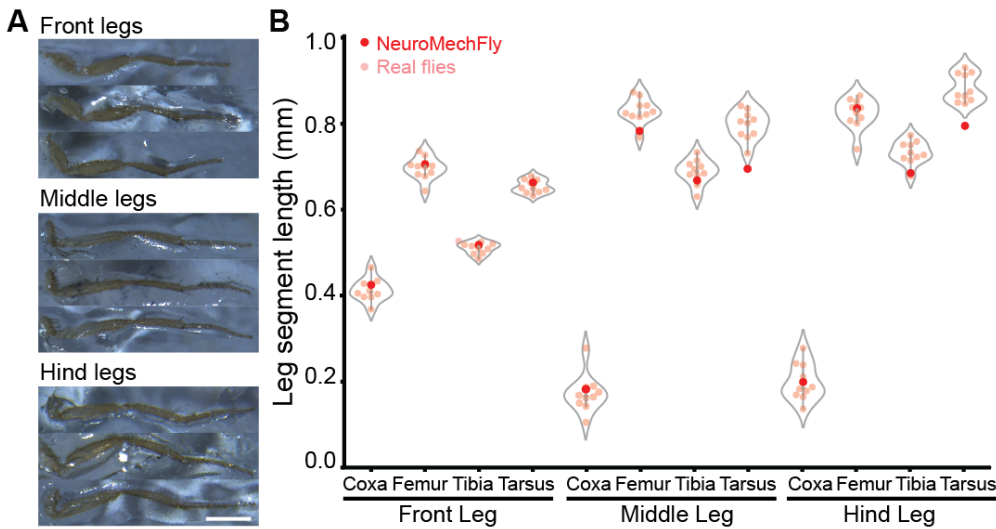 A
Front legs
Middle legs
Hind legs
B
NeuroMechFly
Real flies
Leg segment length (mm)
1.0
0.8
0.6
0.4
0.2
0.0
Coxa Femur Tibia Tarsus Coxa Femur Tibia Tarsus Coxa Femur Tibia Tarsus
Front Leg Middle Leg Hind Leg